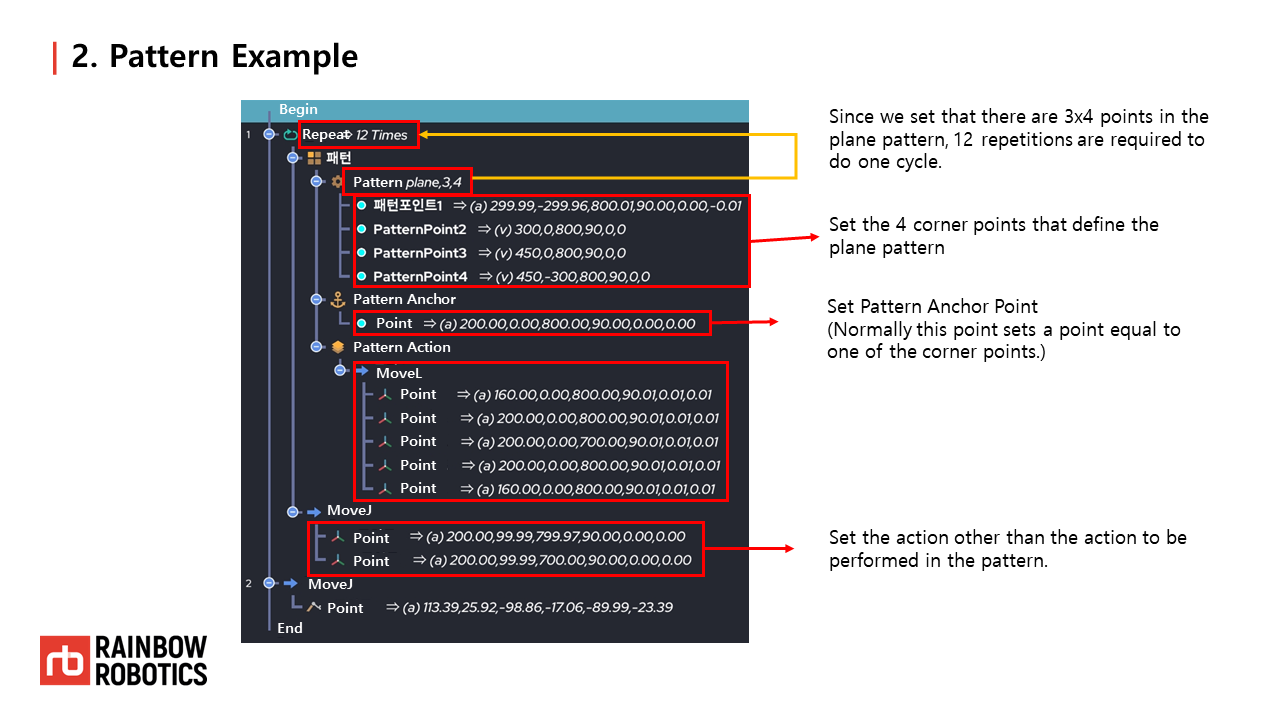 2. Pattern Example
Begin
1 Repeat ⇒ 12 Times
패턴
Pattern plane,3,4
패턴포인트1 ⇒ (a) 299.99,-299.96,800.01,90.00,0.00,-0.01
PatternPoint2 ⇒ (v) 300,0,800,90,0,0
PatternPoint3 ⇒ (v) 450,0,800,90,0,0
PatternPoint4 ⇒ (v) 450,-300,800,90,0,0
Pattern Anchor
Point ⇒ (a) 200.00,0.00,800.00,90.00,0.00,0.00
Pattern Action
MoveL
Point ⇒ (a) 160.00,0.00,800.00,90.01,0.01,0.01
Point ⇒ (a) 200.00,0.00,800.00,90.01,0.01,0.01
Point ⇒ (a) 200.00,0.00,700.00,90.01,0.01,0.01
Point ⇒ (a) 200.00,0.00,800.00,90.01,0.01,0.01
Point ⇒ (a) 160.00,0.00,800.00,90.01,0.01,0.01
MoveJ
Point ⇒ (a) 200.00,99.99,799.97,90.00,0.00,0.00
Point ⇒ (a) 200.00,99.99,700.00,90.00,0.00,0.00
2 MoveJ
Point ⇒ (a) 113.39,25.92,-98.86,-17.06,-89.99,-23.39
End
Since we set that there are 3x4 points in the
plane pattern, 12 repetitions are required to
do one cycle.
Set the 4 corner points that define the
plane pattern
Set Pattern Anchor Point
(Normally this point sets a point equal to
one of the corner points.)
Set the action other than the action to be
performed in the pattern.
rb RAINBOW
ROBOTICS